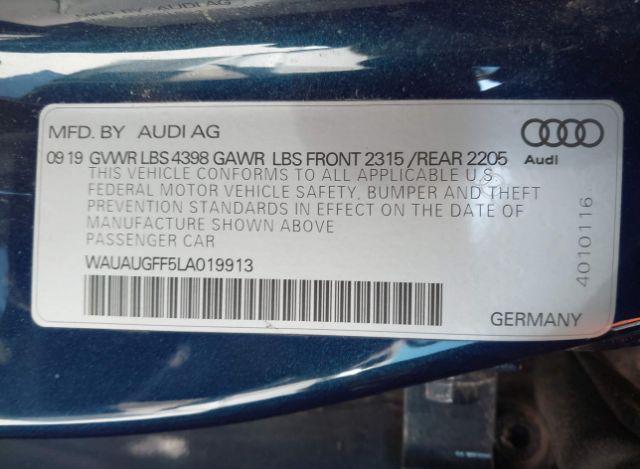 MFD. BY AUDI AG
09 19 GVWR LBS 4398 GAWR LBS FRONT 2315 /REAR 2205
THIS VEHICLE CONFORMS TO ALL APPLICABLE U.S.
FEDERAL MOTOR VEHICLE SAFETY, BUMPER AND THEFT
PREVENTION STANDARDS IN EFFECT ON THE DATE OF
MANUFACTURE SHOWN ABOVE
PASSENGER CAR
WAUAUGFF5LA019913
Audi
4010116
GERMANY